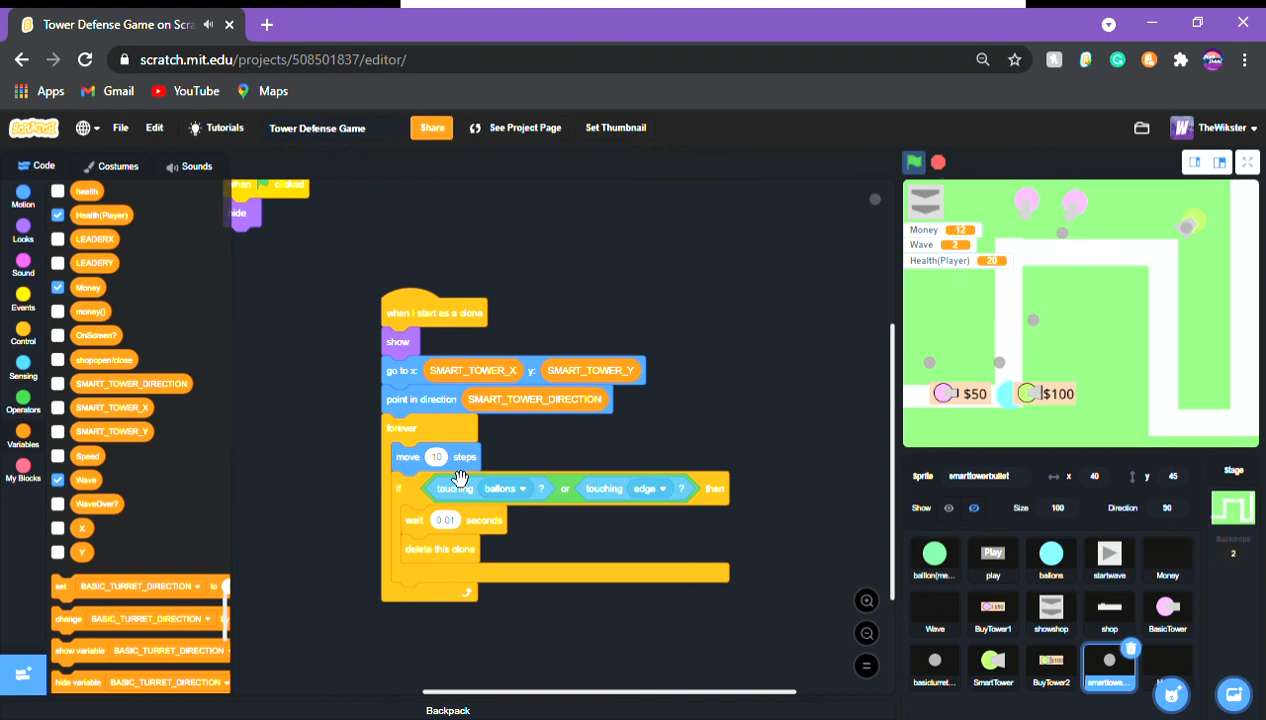 Tower Defense Game on Scra
scratch.mit.edu/projects/508501837/editor/
Apps Gmail YouTube Maps
SCRATCH File Edit Tutorials Tower Defense Game Share See Project Page Set Thumbnail TheWikster
Code Costumes Sounds
Motion
Looks
Sound
Events
Control
Sensing
Operators
Variables
My Blocks
health
Health(Player)
LEADERX
LEADERY
Money
money()
OnScreen?
shopopen/close
SMART_TOWER_DIRECTION
SMART_TOWER_X
SMART_TOWER_Y
Speed
Wave
WaveOver?
X
Y
set BASIC_TURRET_DIRECTION to
change BASIC_TURRET_DIRECTION
show variable BASIC_TURRET_DIRECTION
hide variable BASIC_TURRET_DIRECTION
when clicked
hide
when I start as a clone
show
go to x: SMART_TOWER_X y: SMART_TOWER_Y
point in direction SMART_TOWER_DIRECTION
forever
move 10 steps
if touching ballons ? or touching edge ? then
wait 0.01 seconds
delete this clone
Backpack
Money 12
Wave 2
Health(Player) 20
$50 $100
Sprite smarttowerbullet x 40 y 45
Show Size 100 Direction 90
Stage
Backdrops
2
balllon(me... play ballons startwave Money
Wave BuyTower1 showshop shop BasicTower
basicturret... SmartTower BuyTower2 smarttowe...